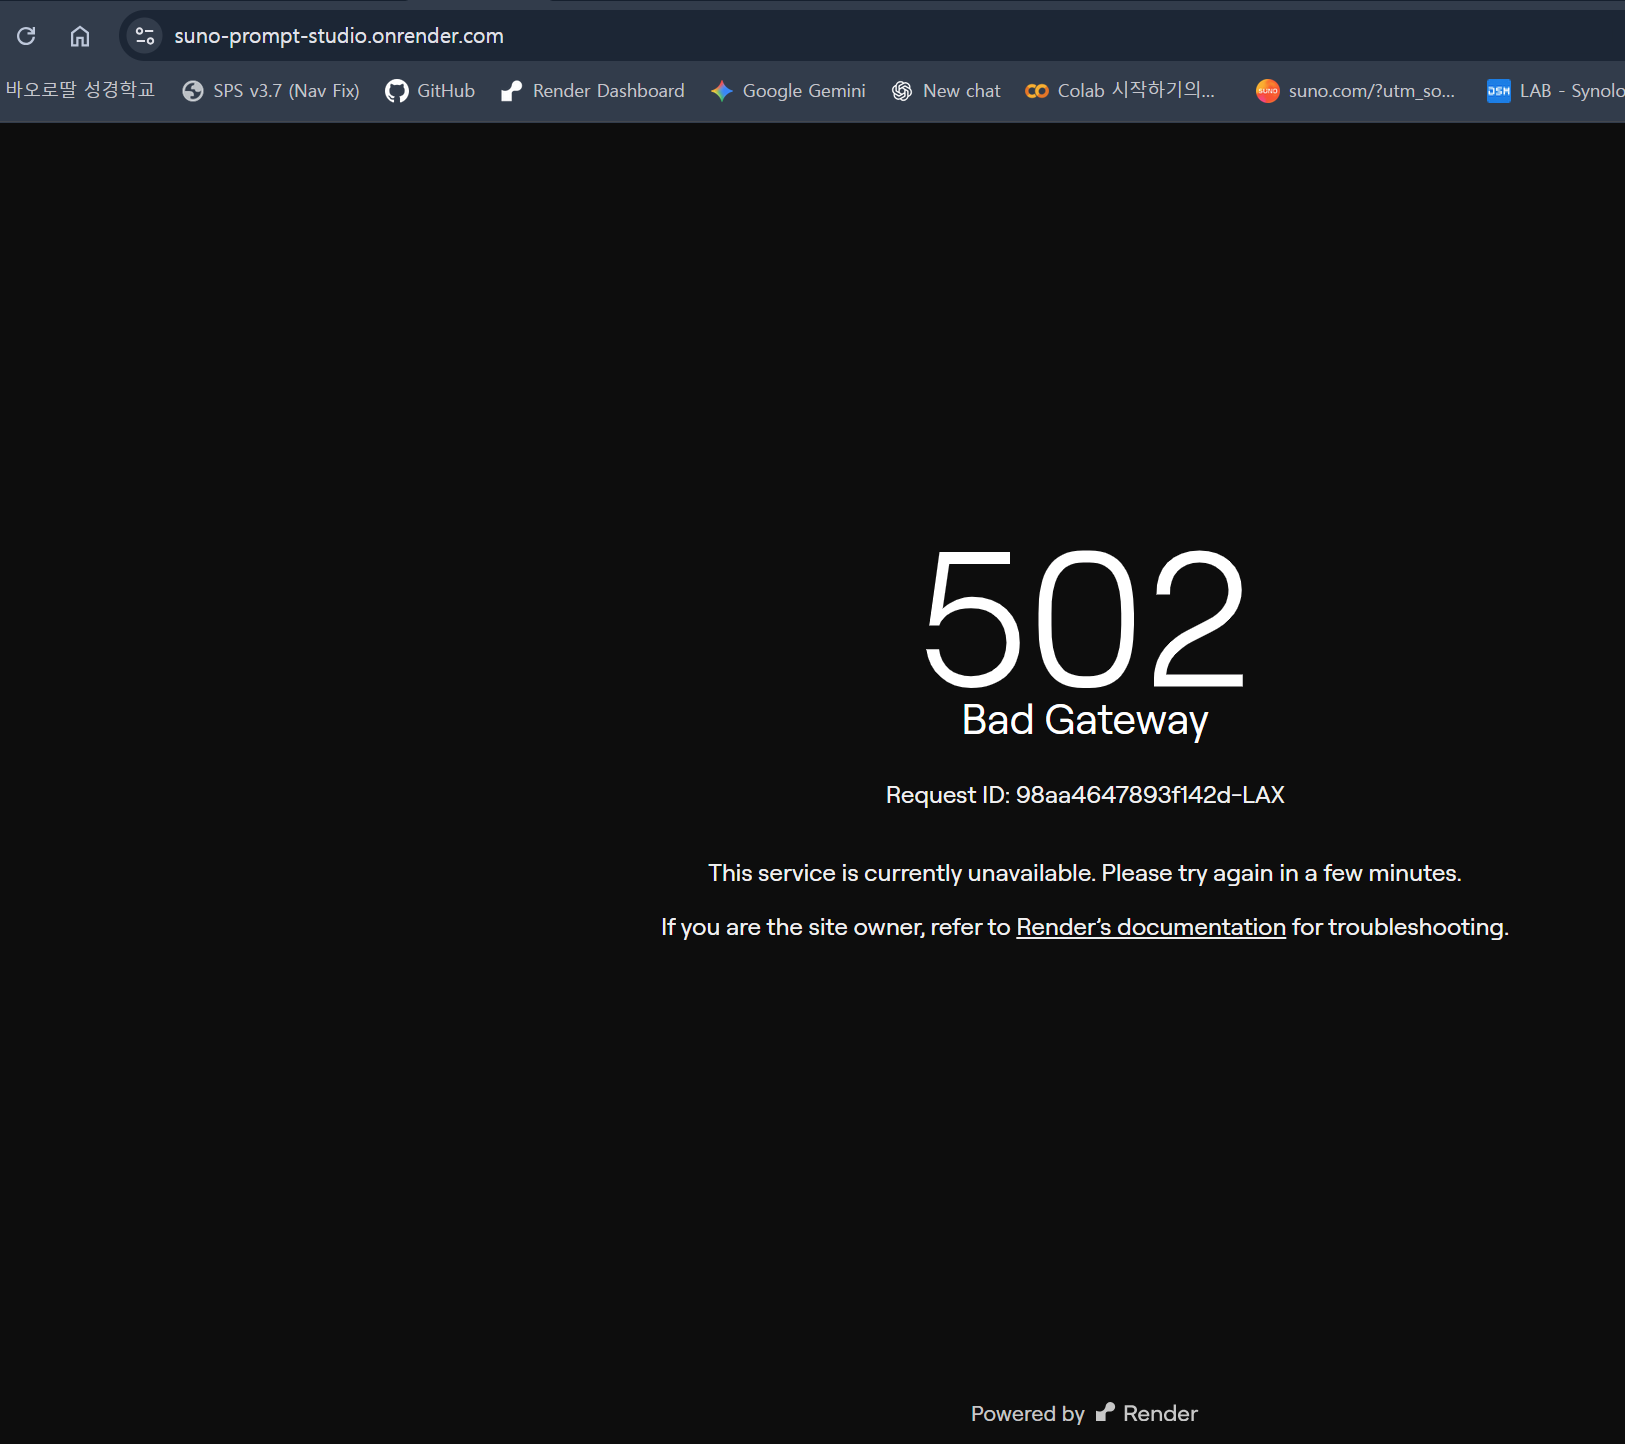 suno-prompt-studio.onrender.com
바오로딸 성경학교 SPS v3.7 (Nav Fix) GitHub Render Dashboard Google Gemini New chat Colab 시작하기의... SUNO suno.com/?utm_so... DSM LAB - Synolo
502
Bad Gateway
Request ID: 98aa4647893f142d-LAX
This service is currently unavailable. Please try again in a few minutes.
If you are the site owner, refer to Render’s documentation for troubleshooting.
Powered by Render